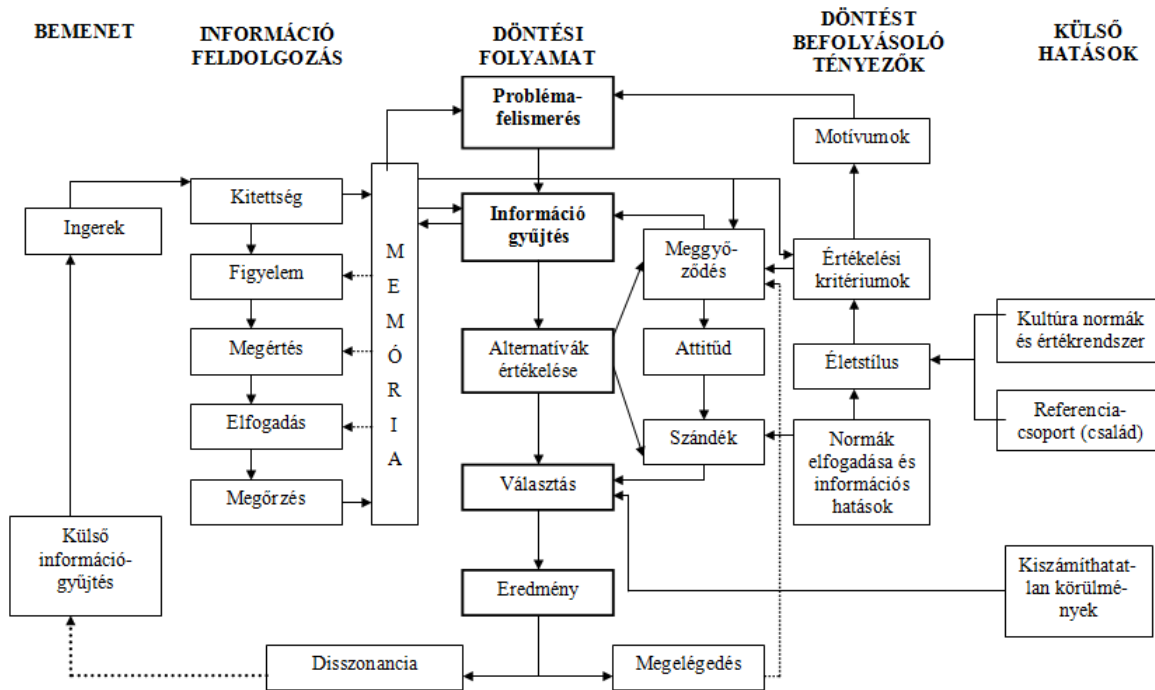 BEMENET
INFORMÁCIÓ
FELDOLGOZÁS
DÖNTÉSI
FOLYAMAT
DÖNTÉST
BEFOLYÁSOLÓ
TÉNYEZŐK
KÜLSŐ
HATÁSOK
Ingerek
Külső
információ-
gyűjtés
Kitettség
Figyelem
Megértés
Elfogadás
Megőrzés
M
E
M
Ó
R
I
A
Probléma-
felismerés
Információ
gyűjtés
Alternatívák
értékelése
Választás
Eredmény
Disszonancia
Megelégedés
Meggyő-
ződés
Attitűd
Szándék
Motívumok
Értékelési
kritériumok
Életstílus
Normák
elfogadása és
információs
hatások
Kultúra normák
és értékrendszer
Referencia-
csoport (család)
Kiszámíthatat-
lan körülmé-
nyek